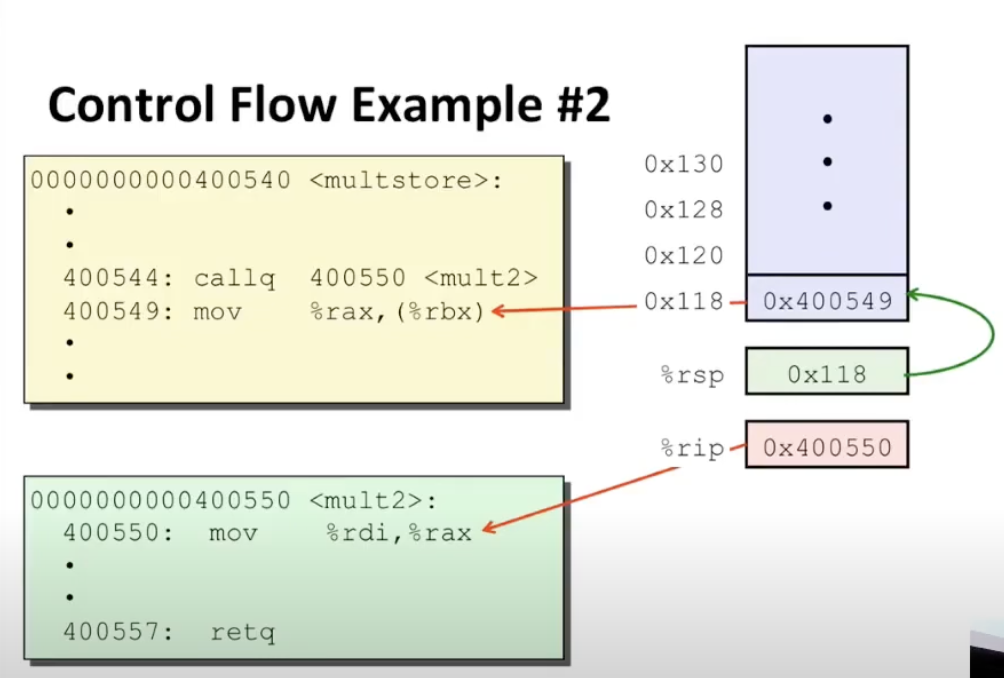 Control Flow Example #2
0000000000400540 <multstore>:
•
•
400544: callq 400550 <mult2>
400549: mov %rax,(%rbx)
•
•
0000000000400550 <mult2>:
400550: mov %rdi,%rax
•
•
400557: retq
•
0x130 •
0x128 •
0x120
0x118 0x400549
%rsp 0x118
%rip 0x400550